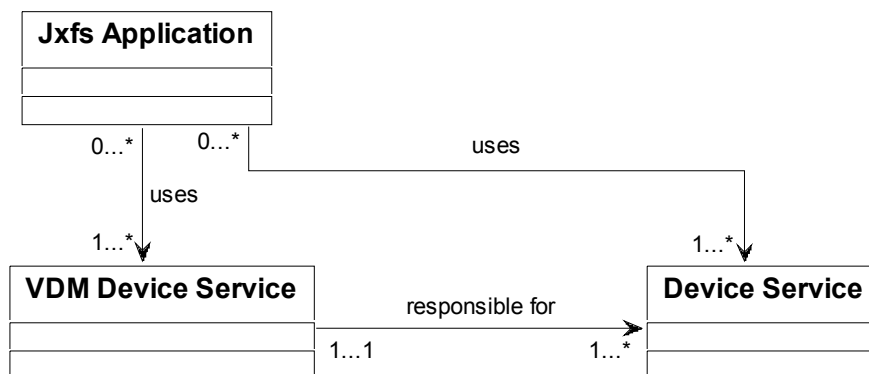 Jxfs Application
0...*
0...*
uses
uses
1...*
1...*
VDM Device Service
Device Service
responsible for
1...1
1...*